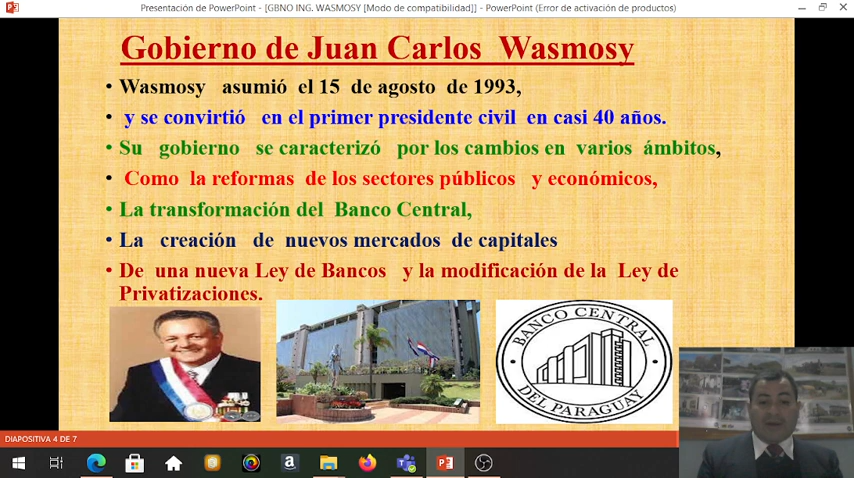 Presentación de PowerPoint - [GBNO ING. WASMOSY [Modo de compatibilidad]] - PowerPoint (Error de activación de productos)
Gobierno de Juan Carlos Wasmosy
• Wasmosy asumió el 15 de agosto de 1993,
• y se convirtió en el primer presidente civil en casi 40 años.
• Su gobierno se caracterizó por los cambios en varios ámbitos,
• Como la reformas de los sectores públicos y económicos,
• La transformación del Banco Central,
• La creación de nuevos mercados de capitales
• De una nueva Ley de Bancos y la modificación de la Ley de
Privatizaciones.
BANCO CENTRAL
DEL PARAGUAY
DIAPOSITIVA 4 DE 7